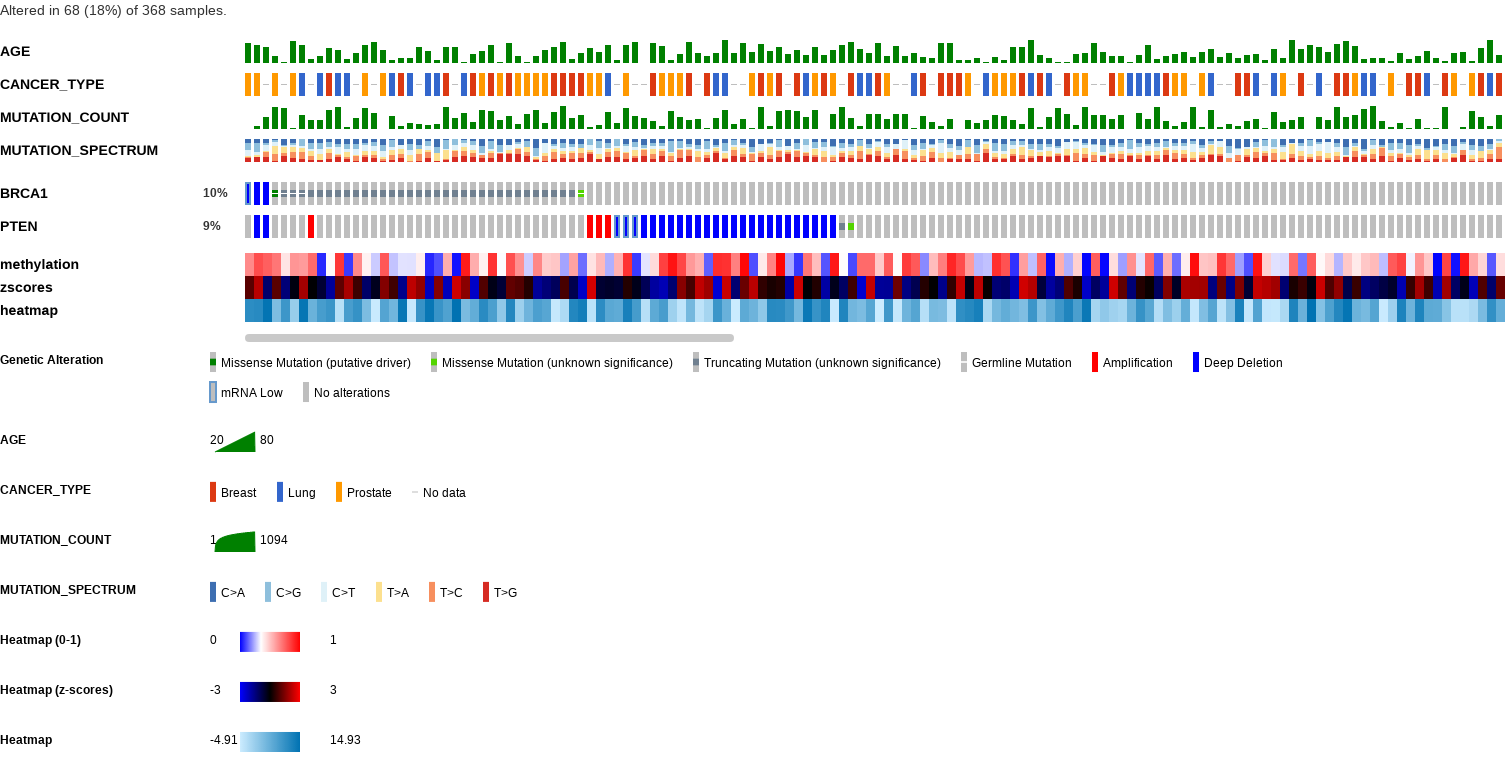 Altered in 68 (18%) of 368 samples.
AGE
CANCER_TYPE
MUTATION_COUNT
MUTATION_SPECTRUM
BRCA1 10%
PTEN 9%
methylation
zscores
heatmap
Genetic Alteration Missense Mutation (putative driver) Missense Mutation (unknown significance) Truncating Mutation (unknown significance) Germline Mutation Amplification Deep Deletion
mRNA Low No alterations
AGE 20 80
CANCER_TYPE Breast Lung Prostate No data
MUTATION_COUNT 1 1094
MUTATION_SPECTRUM C>A C>G C>T T>A T>C T>G
Heatmap (0-1) 0 1
Heatmap (z-scores) -3 3
Heatmap -4.91 14.93